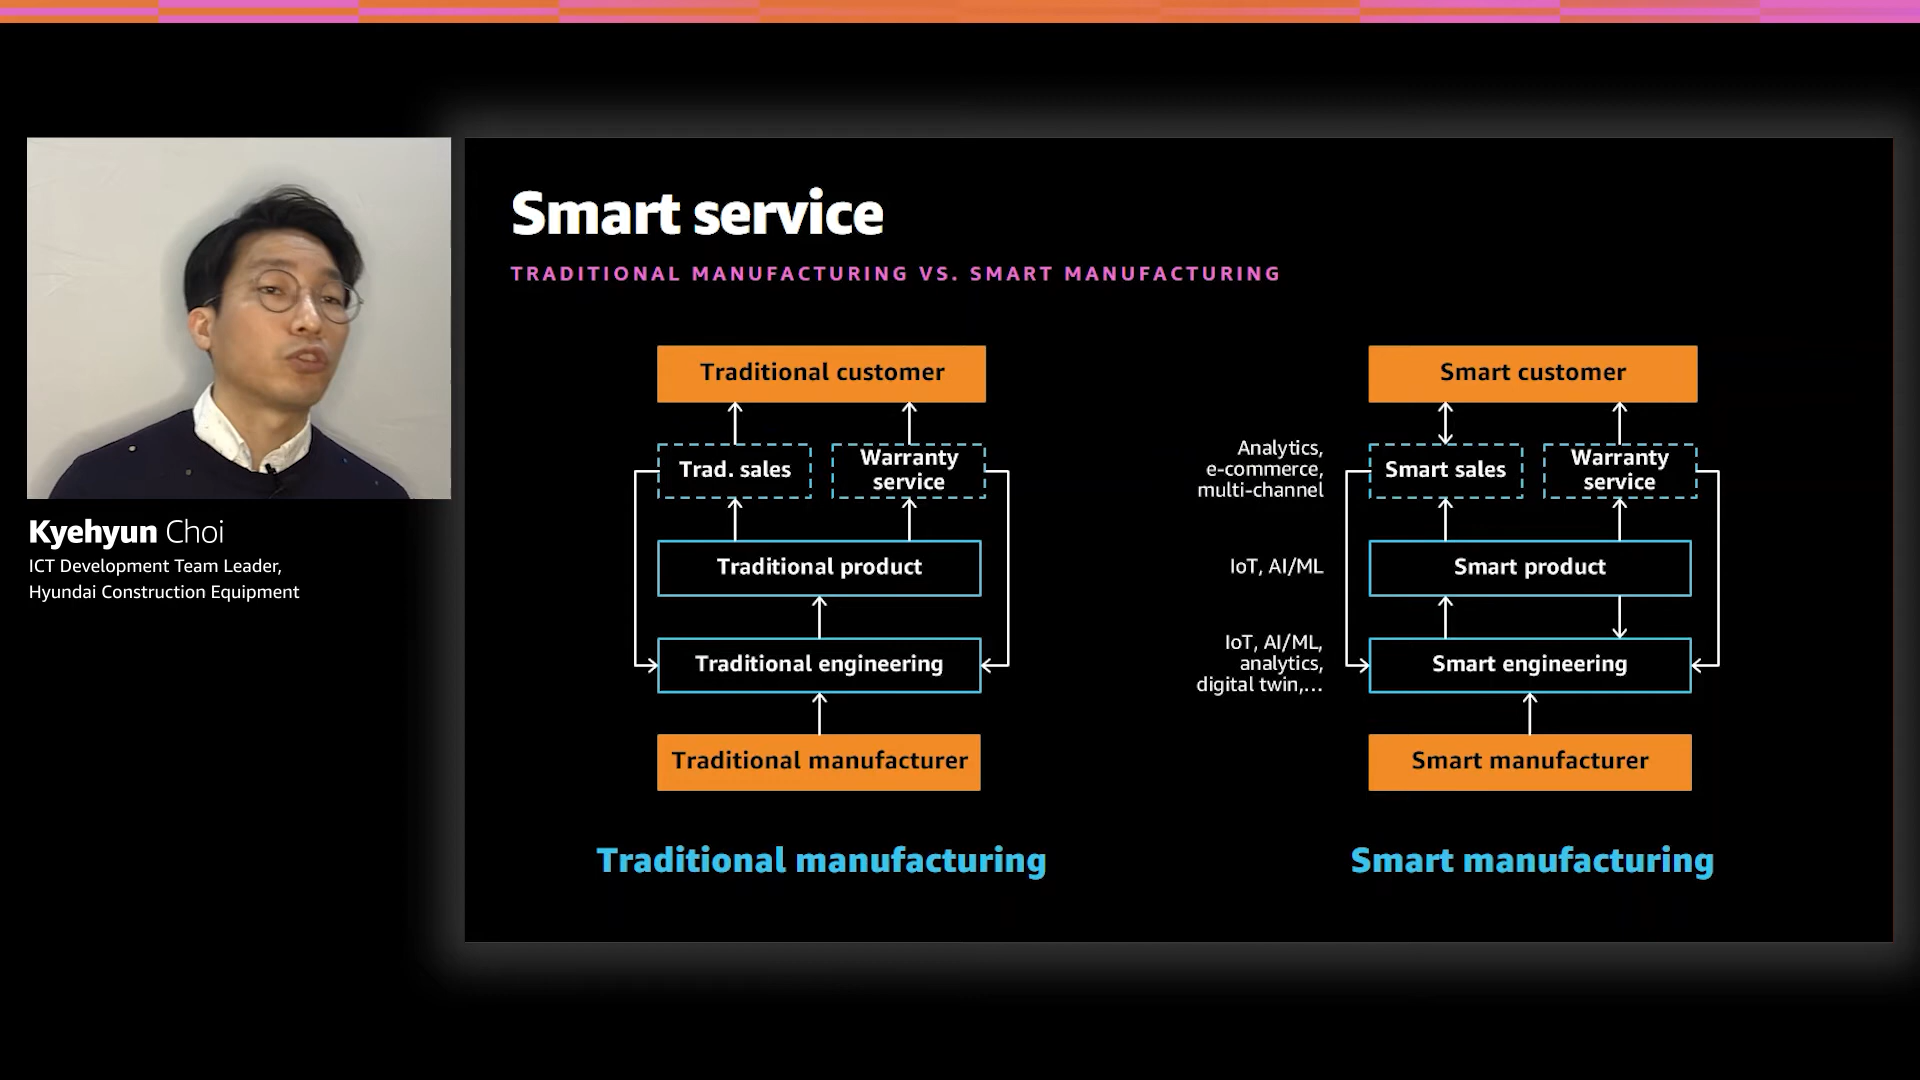 Smart service
TRADITIONAL MANUFACTURING VS. SMART MANUFACTURING
Kyehyun Choi
ICT Development Team Leader,
Hyundai Construction Equipment
Traditional customer
Trad. sales
Warranty
service
Traditional product
Traditional engineering
Traditional manufacturer
Traditional manufacturing
Smart customer
Analytics,
e-commerce,
multi-channel
Smart sales
Warranty
service
IoT, AI/ML
Smart product
IoT, AI/ML,
analytics,
digital twin,...
Smart engineering
Smart manufacturer
Smart manufacturing